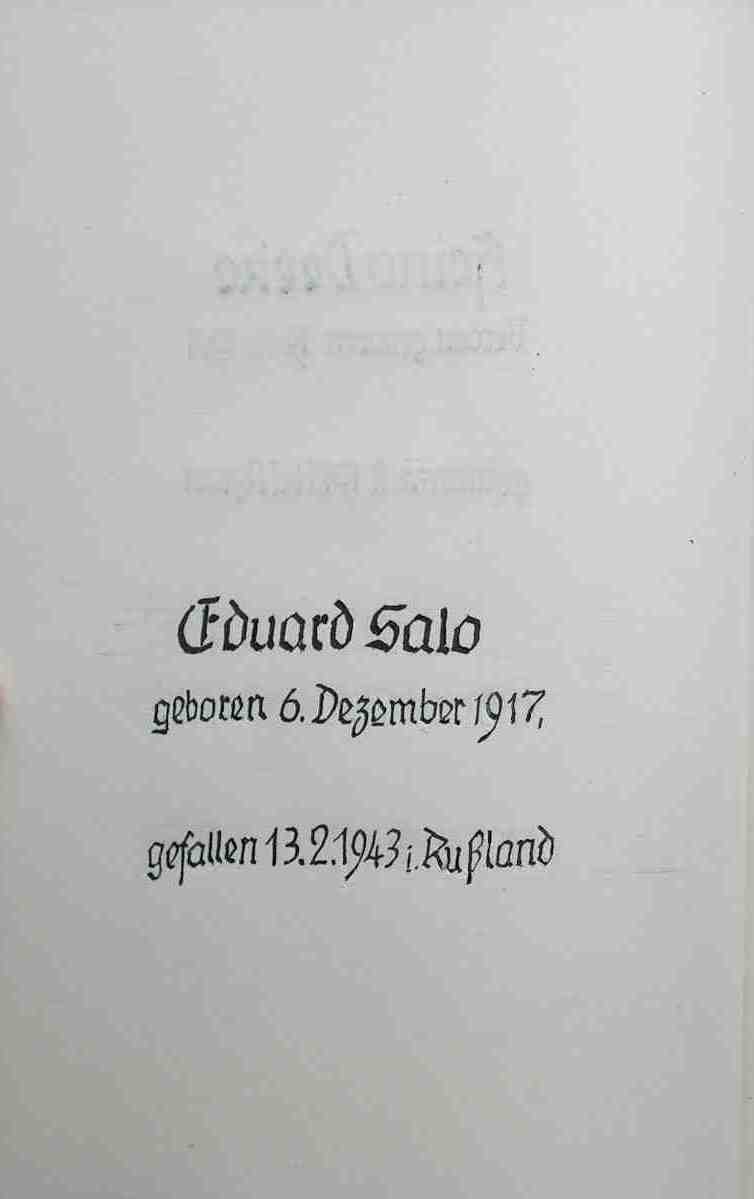 Eduard Salo
geboren 6. Dezember 1917,
gefallen 13.2.1943 i. Rußland